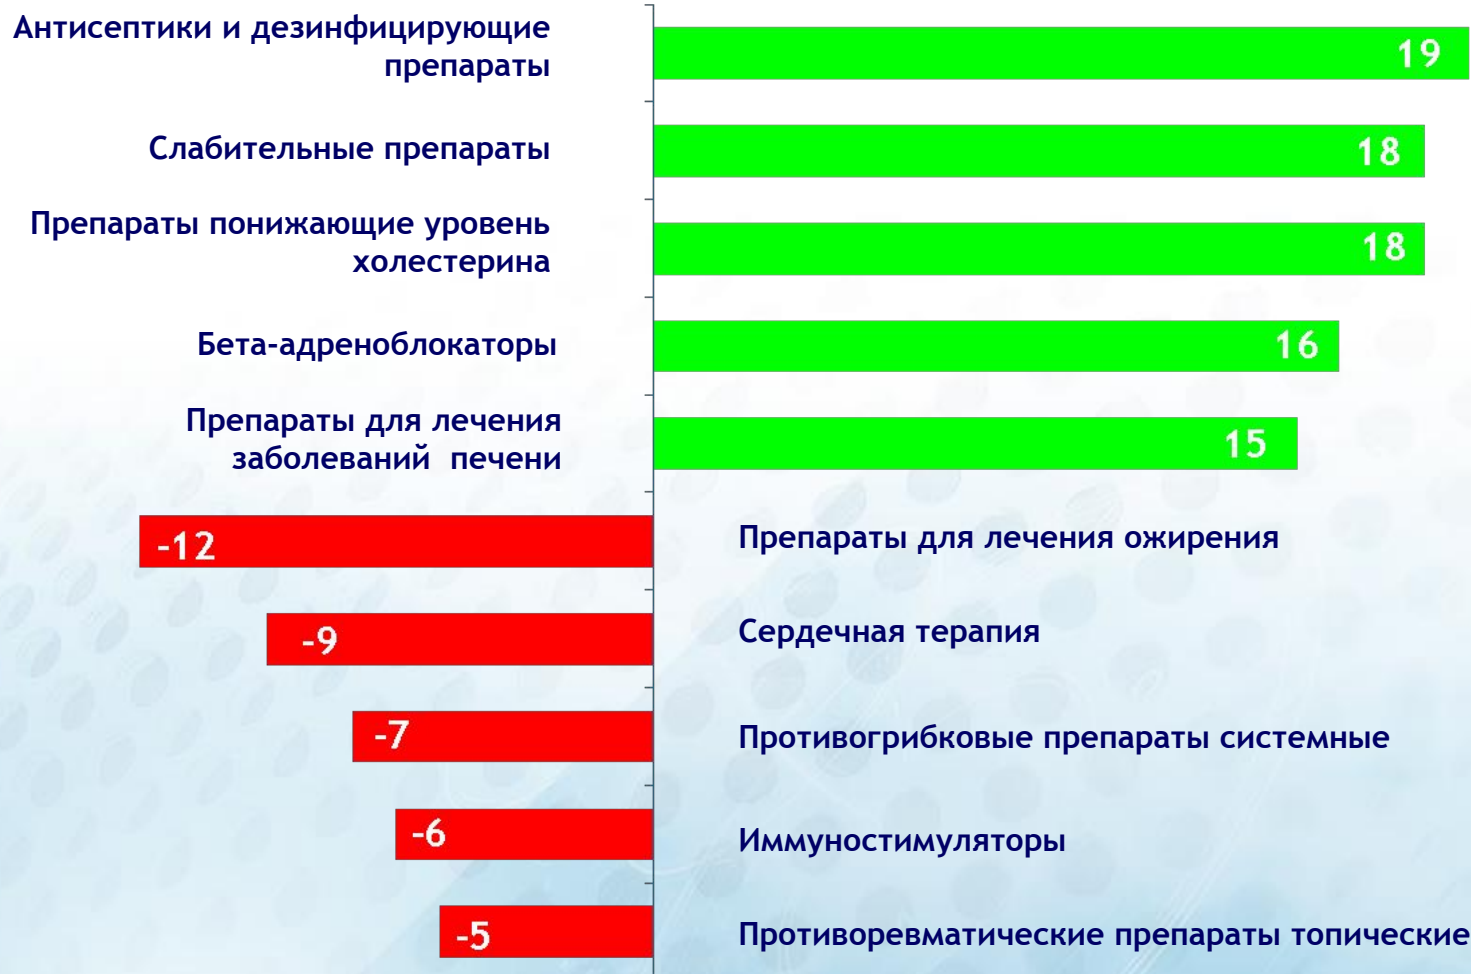 Антисептики и дезинфицирующие
препараты
19
Слабительные препараты
18
Препараты понижающие уровень
холестерина
18
Бета-адреноблокаторы
16
Препараты для лечения
заболеваний печени
15
-12
Препараты для лечения ожирения
-9
Сердечная терапия
-7
Противогрибковые препараты системные
-6
Иммуностимуляторы
-5
Противоревматические препараты топические